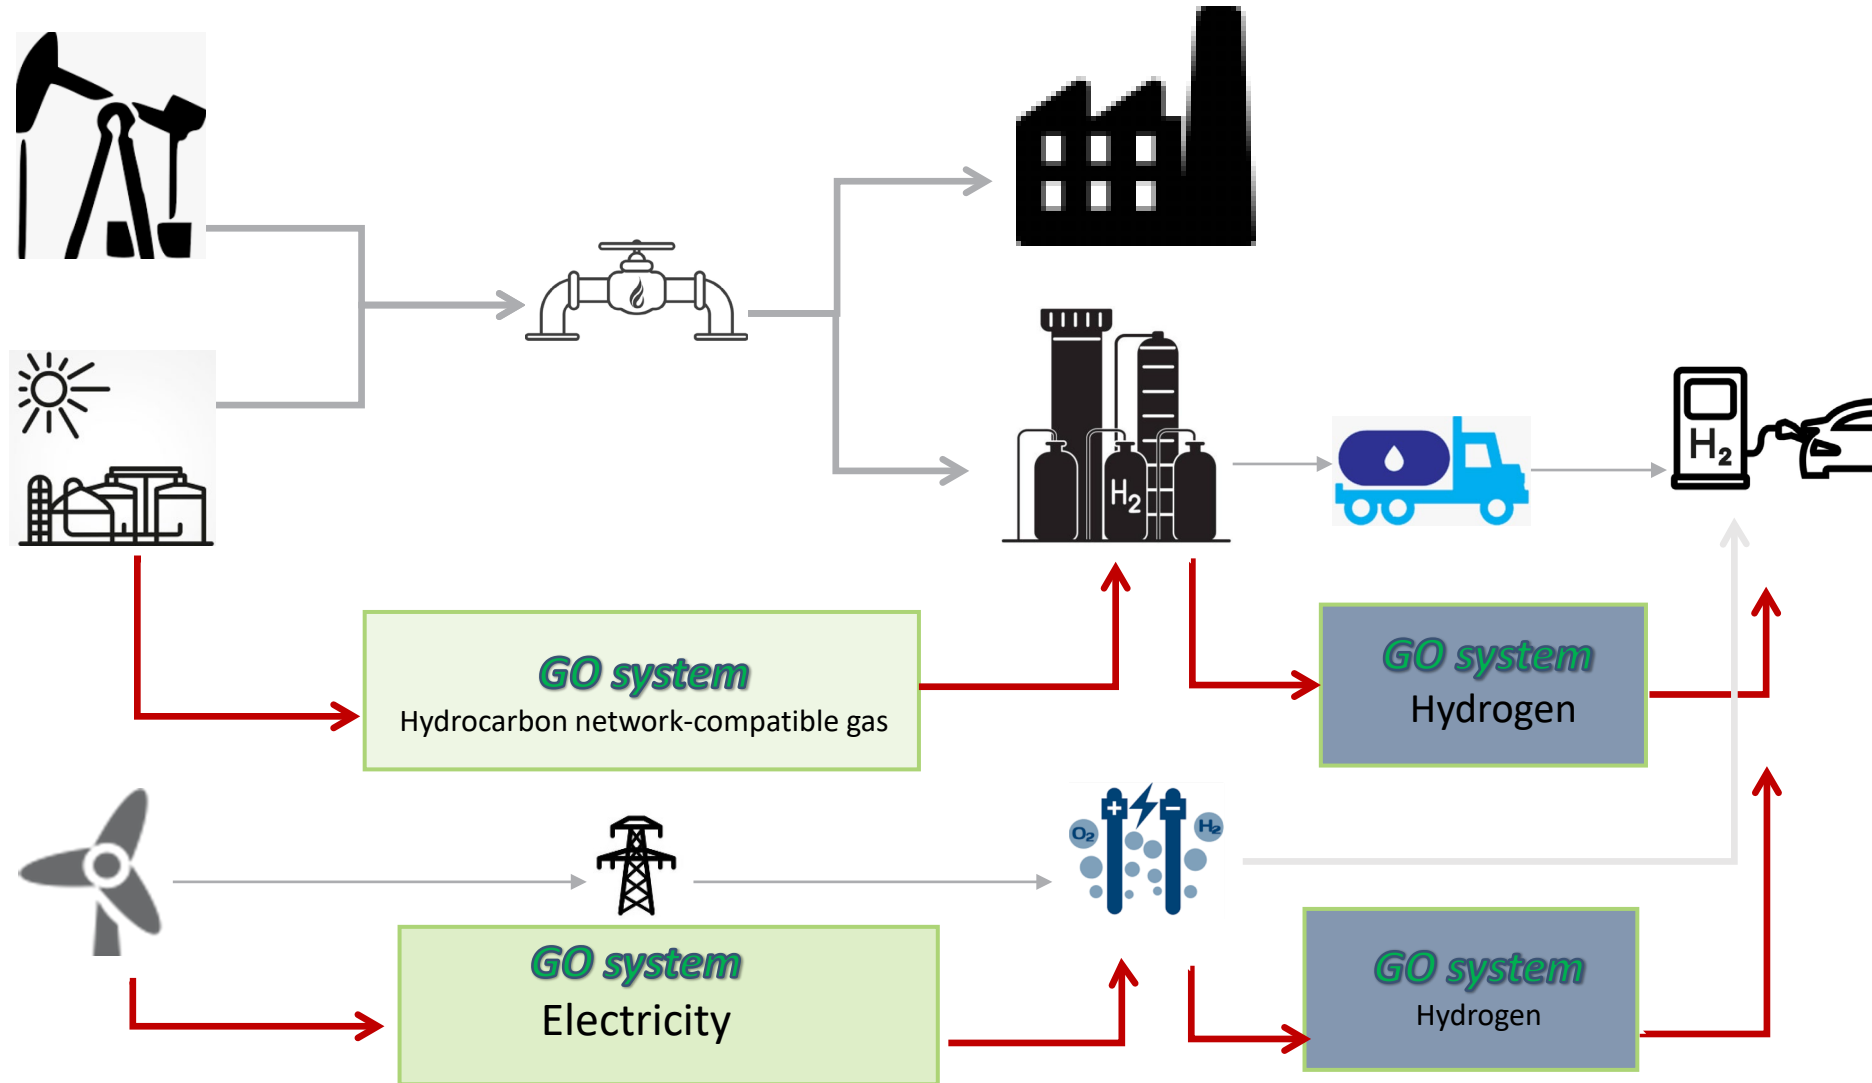 H2
H2
GO system
Hydrocarbon network-compatible gas
GO system
Hydrogen
+
−
O2
H2
GO system
Electricity
GO system
Hydrogen